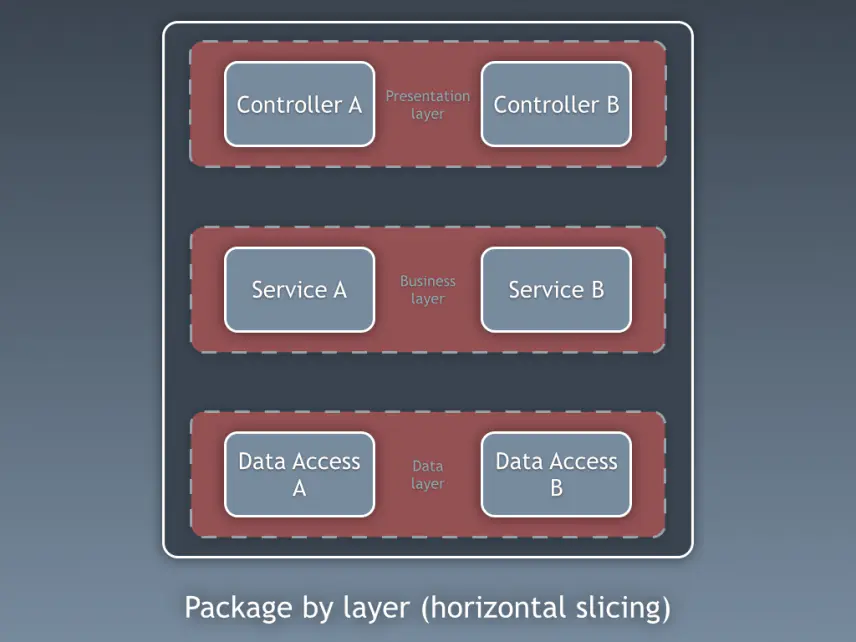 Controller A
Presentation
layer
Controller B
Service A
Business
layer
Service B
Data Access
A
Data
layer
Data Access
B
Package by layer (horizontal slicing)